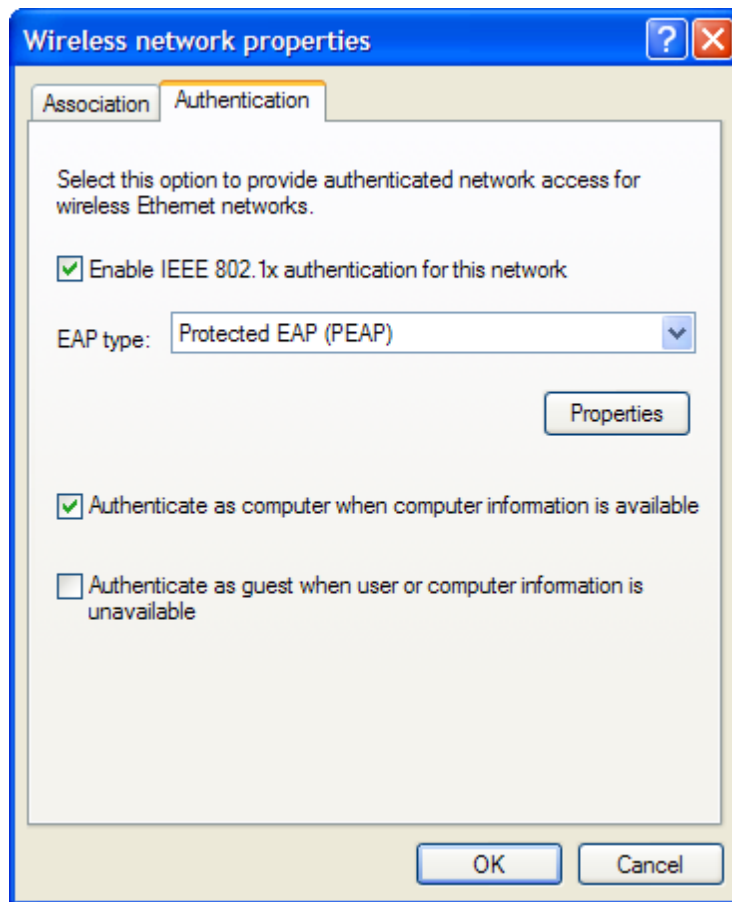 Wireless network properties
?
Association
Authentication
Select this option to provide authenticated network access for
wireless Ethernet networks.
Enable IEEE 802.1x authentication for this network
EAP type:
Protected EAP (PEAP)
Properties
Authenticate as computer when computer information is available
Authenticate as guest when user or computer information is
unavailable
OK
Cancel